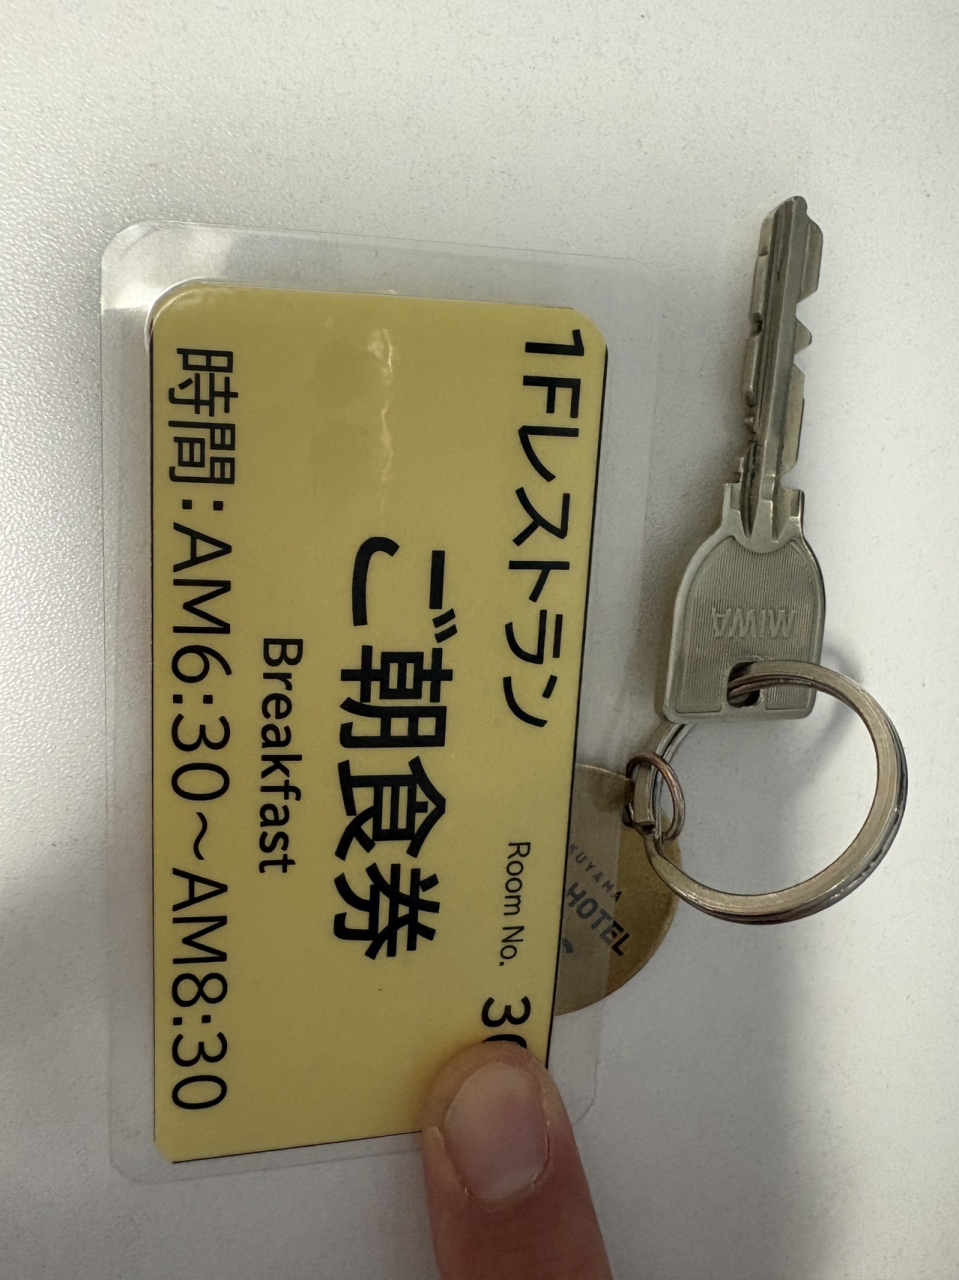 1Fレストラン
Room No.
ご朝食券
Breakfast
時間:AM6:30～AM8:30
MIWA
HOTEL